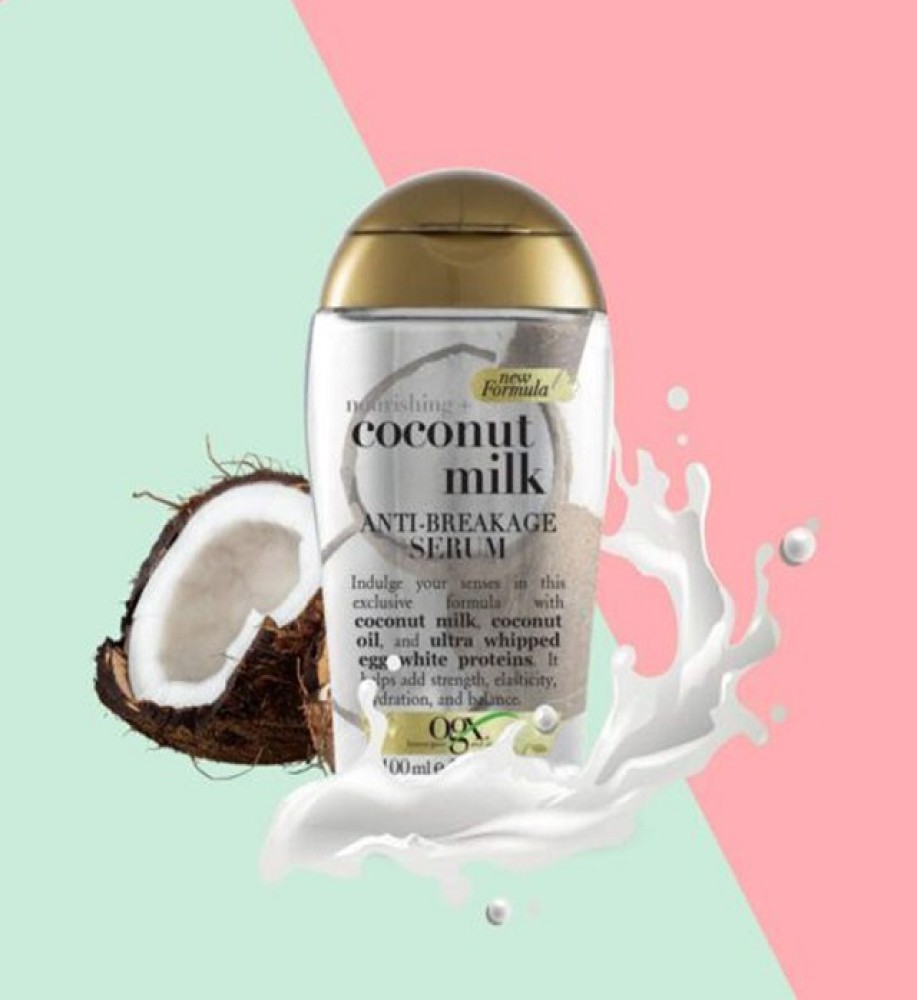 new
Formula
nourishing +
coconut
milk
ANTI-BREAKAGE
SERUM
Indulge your senses in this
exclusive formula with
coconut milk, coconut
oil, and ultra whipped
egg white proteins. It
helps add strength, elasticity,
hydration, and balance.
ogx
100ml e